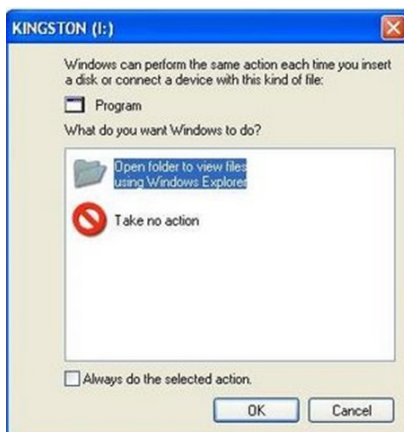 KINGSTON (I:)
Windows can perform the same action each time you insert
a disk or connect a device with this kind of file:
Program
What do you want Windows to do?
Open folder to view files
using Windows Explorer
Take no action
Always do the selected action.
OK Cancel